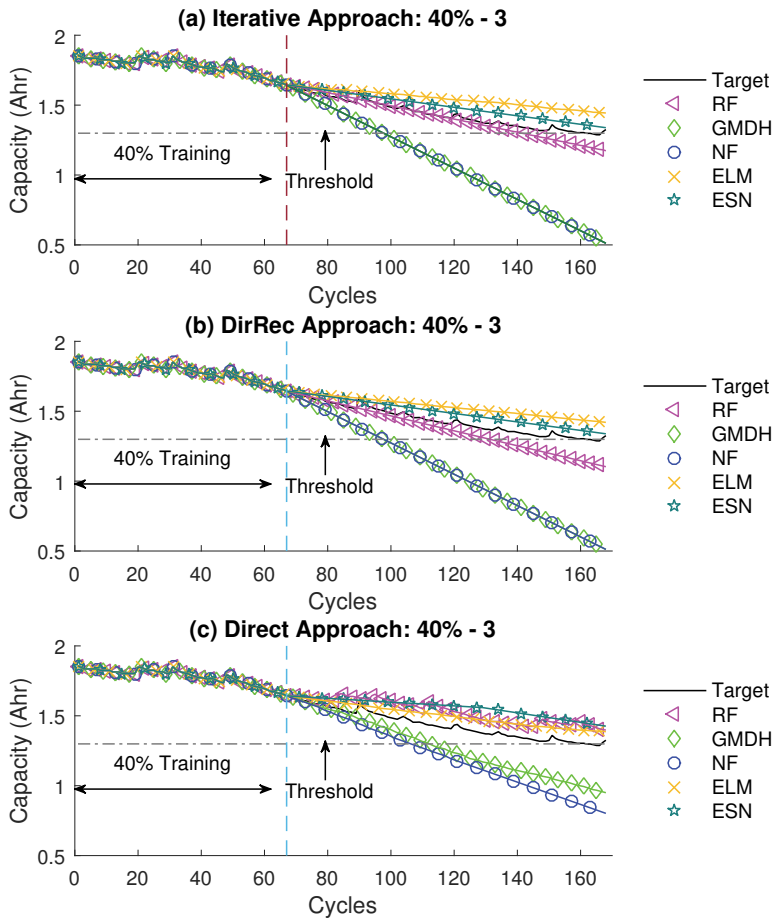 (a) Iterative Approach: 40% - 3
2
1.5
1
0.5
Capacity (Ahr)
40% Training
Threshold
0 20 40 60 80 100 120 140 160
Cycles
Target
RF
GMDH
NF
ELM
ESN
(b) DirRec Approach: 40% - 3
2
1.5
1
0.5
Capacity (Ahr)
40% Training
Threshold
0 20 40 60 80 100 120 140 160
Cycles
Target
RF
GMDH
NF
ELM
ESN
(c) Direct Approach: 40% - 3
2
1.5
1
0.5
Capacity (Ahr)
40% Training
Threshold
0 20 40 60 80 100 120 140 160
Cycles
Target
RF
GMDH
NF
ELM
ESN